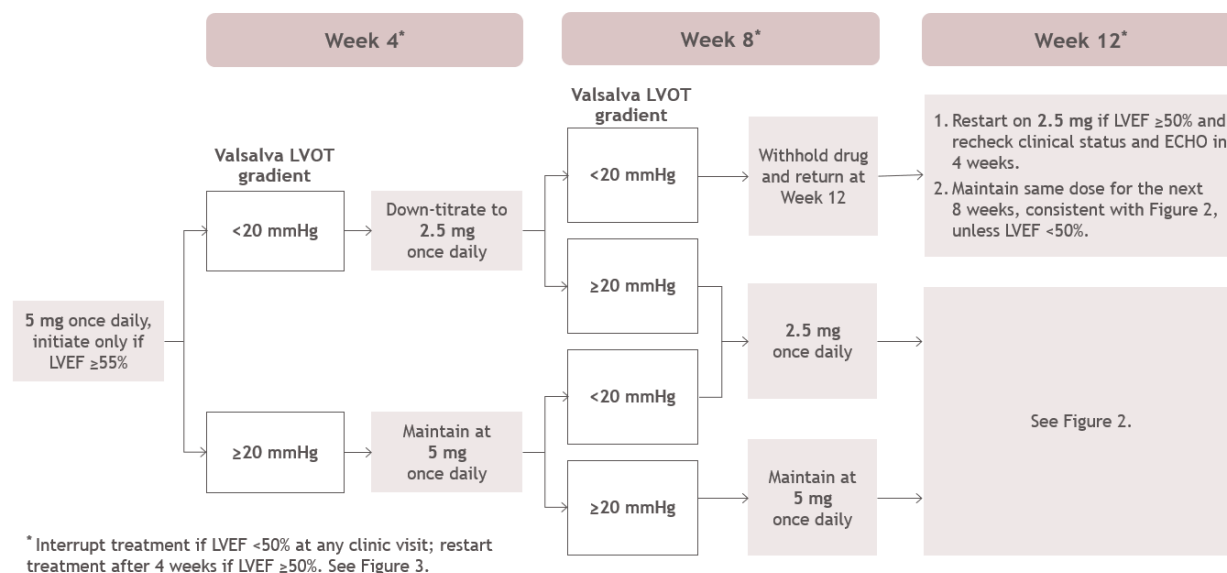 Week 4*
Week 8*
Week 12*
5 mg once daily,
initiate only if
LVEF ≥55%
Valsalva LVOT
gradient
<20 mmHg
Down-titrate to
2.5 mg
once daily
≥20 mmHg
Maintain at
5 mg
once daily
Valsalva LVOT
gradient
<20 mmHg
Withhold drug
and return at
Week 12
≥20 mmHg
<20 mmHg
2.5 mg
once daily
≥20 mmHg
Maintain at
5 mg
once daily
1. Restart on 2.5 mg if LVEF ≥50% and
recheck clinical status and ECHO in
4 weeks.
2. Maintain same dose for the next
8 weeks, consistent with Figure 2,
unless LVEF <50%.
See Figure 2.
* Interrupt treatment if LVEF <50% at any clinic visit; restart
treatment after 4 weeks if LVEF ≥50%. See Figure 3.